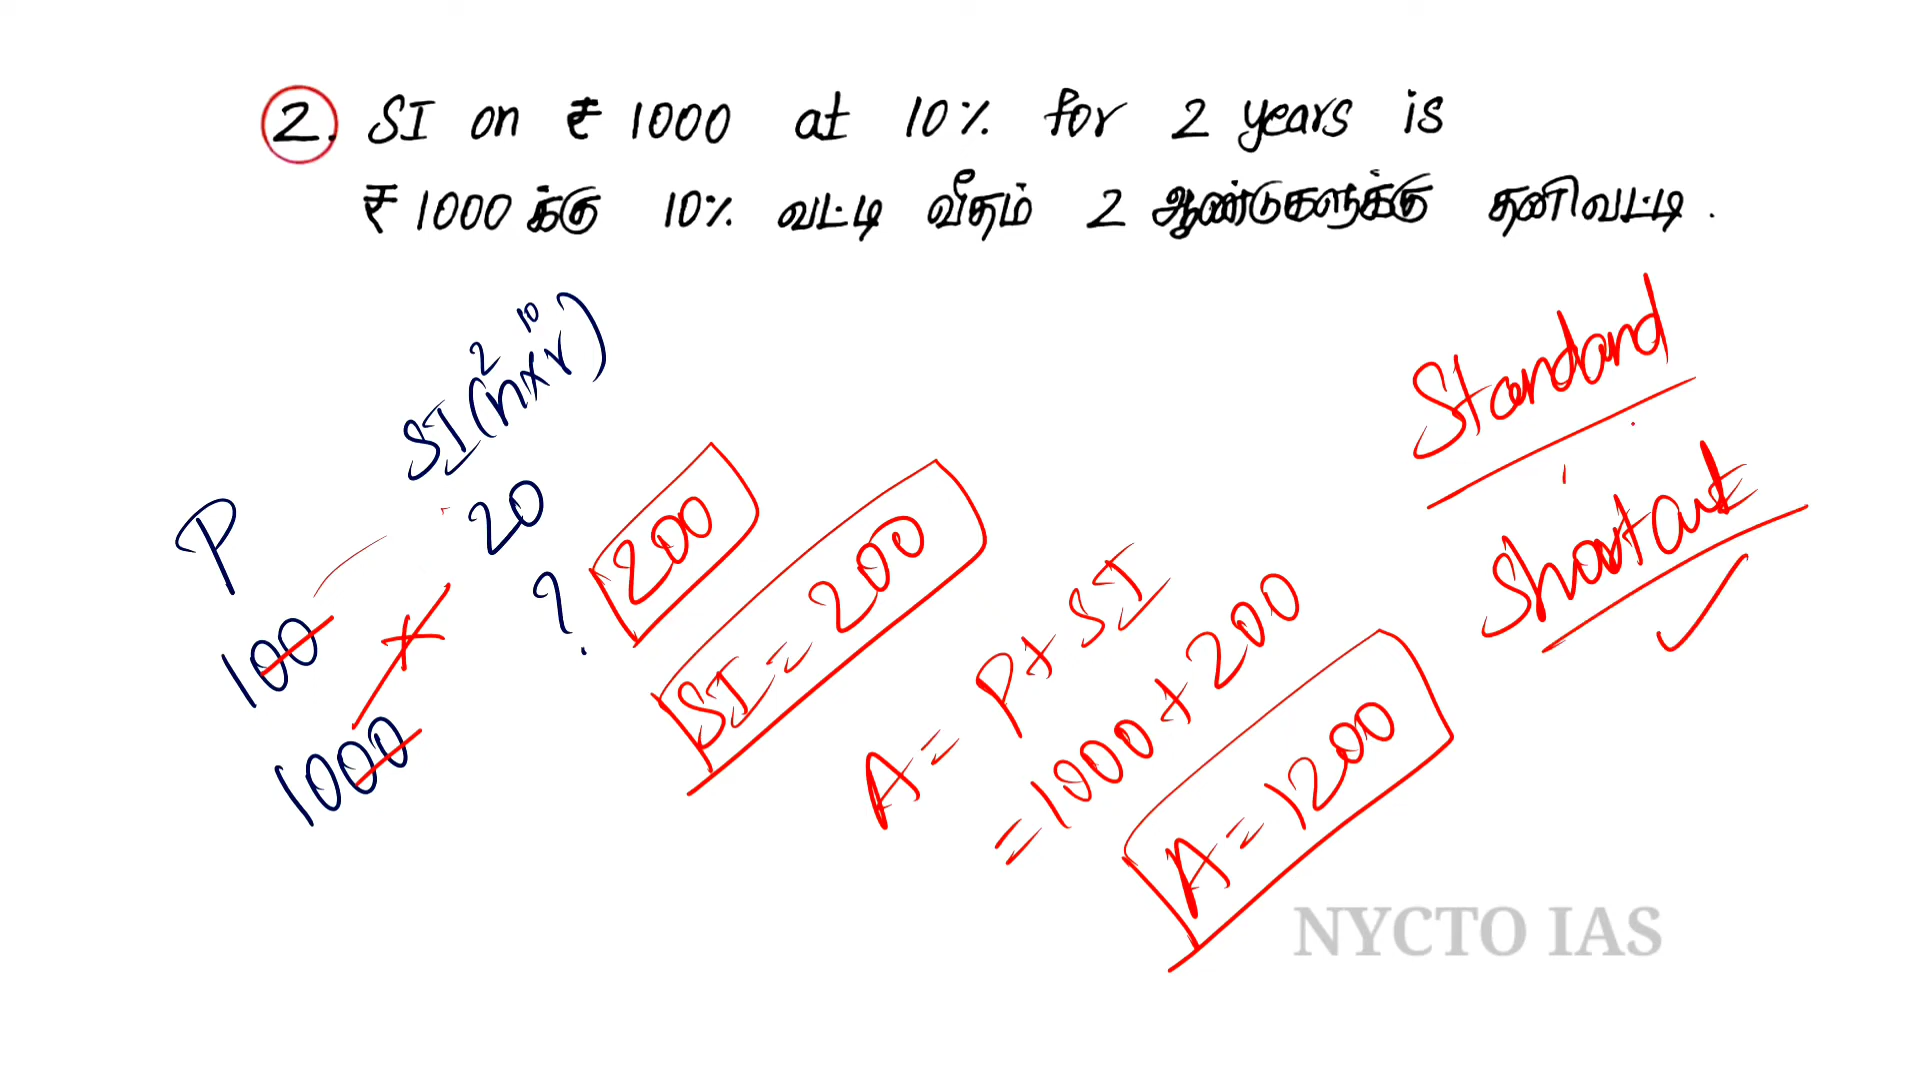 2. SI on ₹ 1000 at 10% for 2 years is
₹ 1000 க்கு 10% வட்டி வீதம் 2 ஆண்டுகளுக்கு தனிவட்டி .
2 10
P SI (n×r)
100 20
1000 ? 200
SI = 200
A = P + SI
= 1000 + 200
A = 1200
Standard
Shortcut
NYCTO IAS